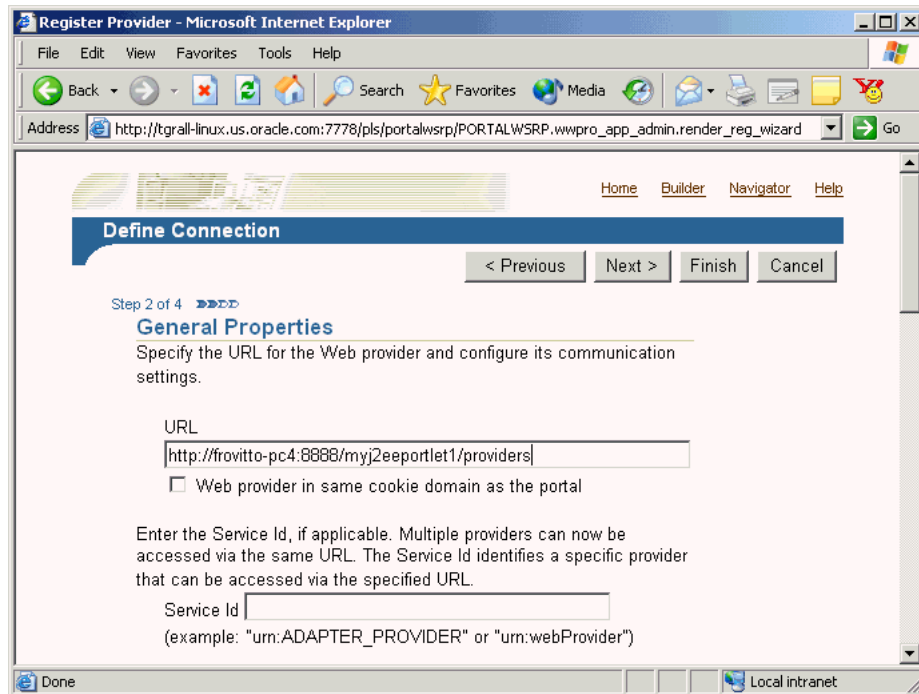 Register Provider - Microsoft Internet Explorer
File Edit View Favorites Tools Help
Back Search Favorites Media
Address http://tgrall-linux.us.oracle.com:7778/pls/portalwsrp/PORTALWSRP.wwpro_app_admin.render_reg_wizard Go
Home Builder Navigator Help
Define Connection
< Previous Next > Finish Cancel
Step 2 of 4
General Properties
Specify the URL for the Web provider and configure its communication
settings.
URL
http://frovitto-pc4:8888/myj2eeportlet1/providers
Web provider in same cookie domain as the portal
Enter the Service Id, if applicable. Multiple providers can now be
accessed via the same URL. The Service Id identifies a specific provider
that can be accessed via the specified URL.
Service Id
(example: "urn:ADAPTER_PROVIDER" or "urn:webProvider")
Done Local intranet